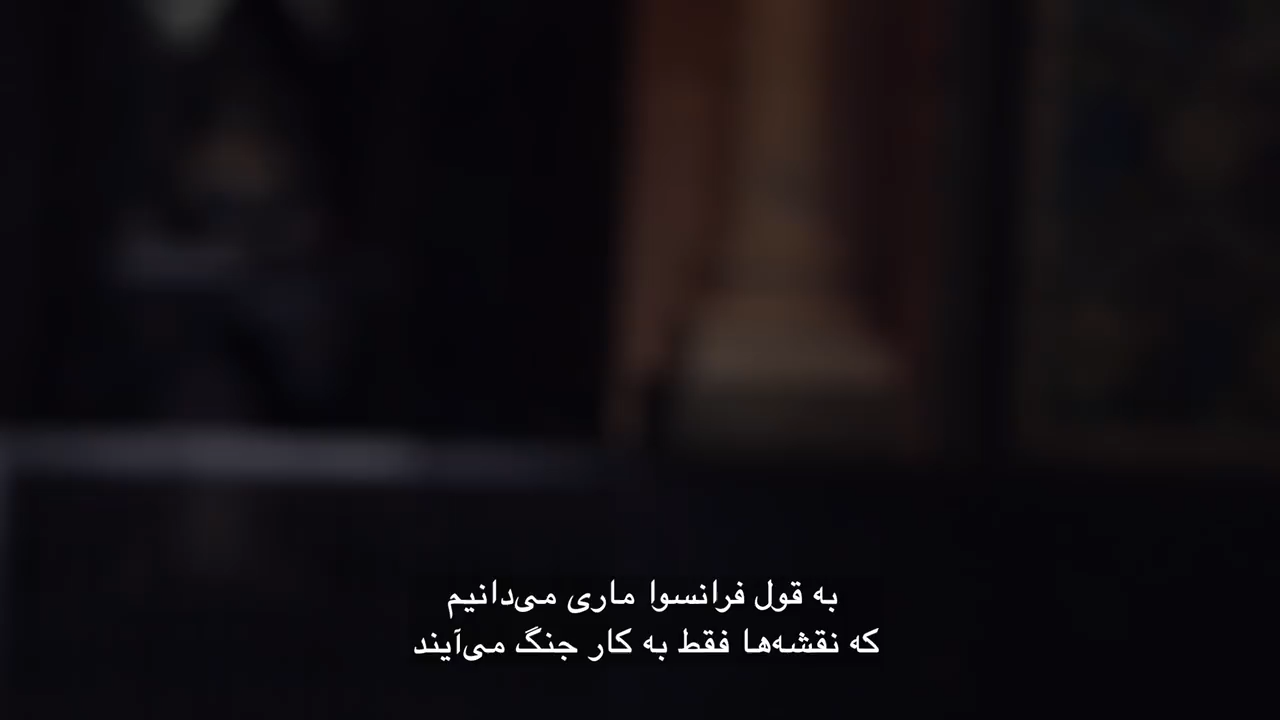 به قول فرانسوا ماری می‌دانیم
که نقشه‌ها فقط به کار جنگ می‌آیند